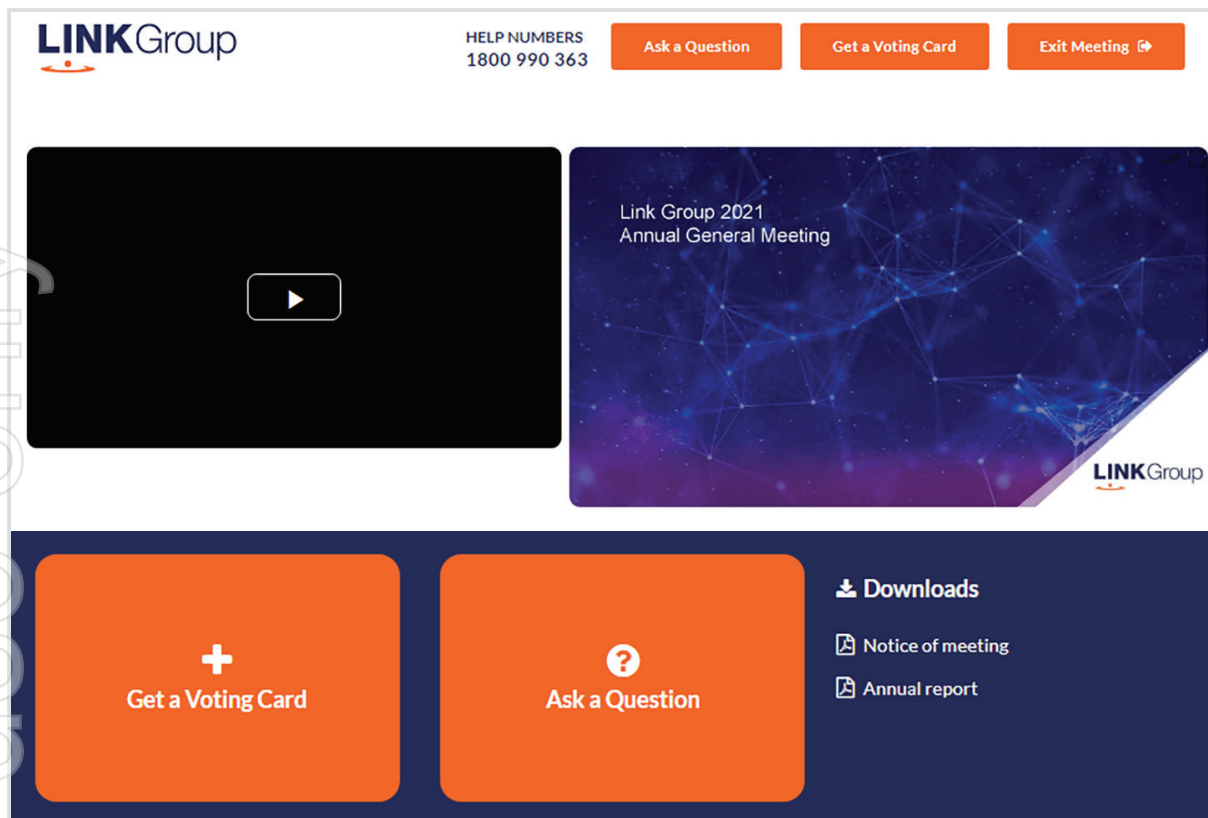 LINKGroup
HELP NUMBERS
1800 990 363
Ask a Question
Get a Voting Card
Exit Meeting
Link Group 2021
Annual General Meeting
LINKGroup
Get a Voting Card
Ask a Question
Downloads
Notice of meeting
Annual report